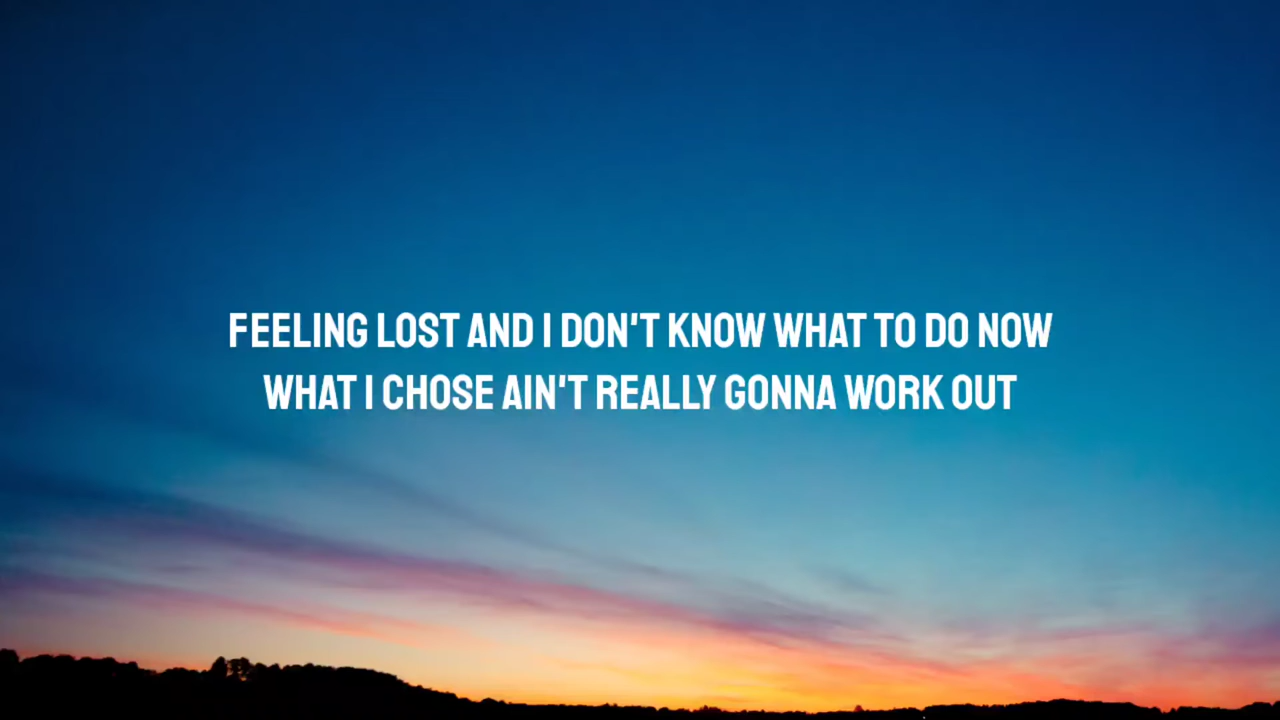 FEELING LOST AND I DON'T KNOW WHAT TO DO NOW
WHAT I CHOSE AIN'T REALLY GONNA WORK OUT